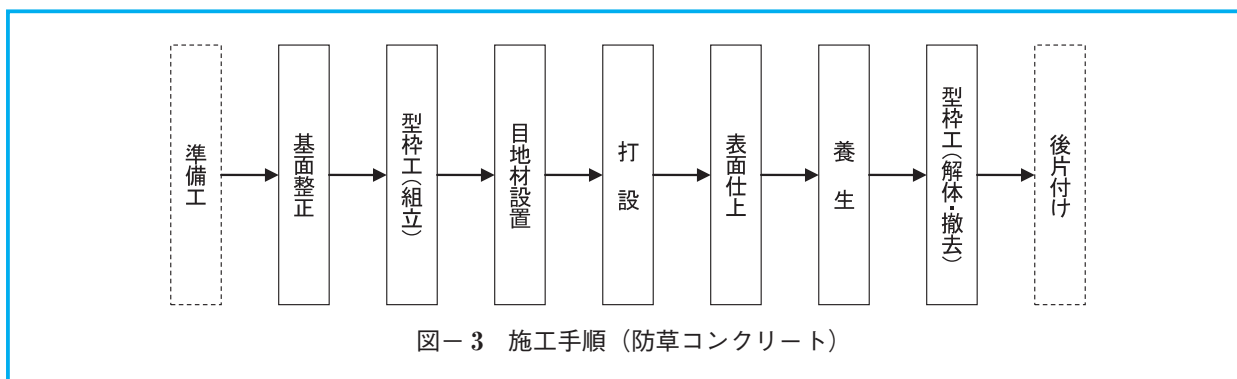 準備工
基面整正
型枠工（組立）
目地材設置
打設
表面仕上
養生
型枠工（解体・撤去）
後片付け
図－3　施工手順（防草コンクリート）